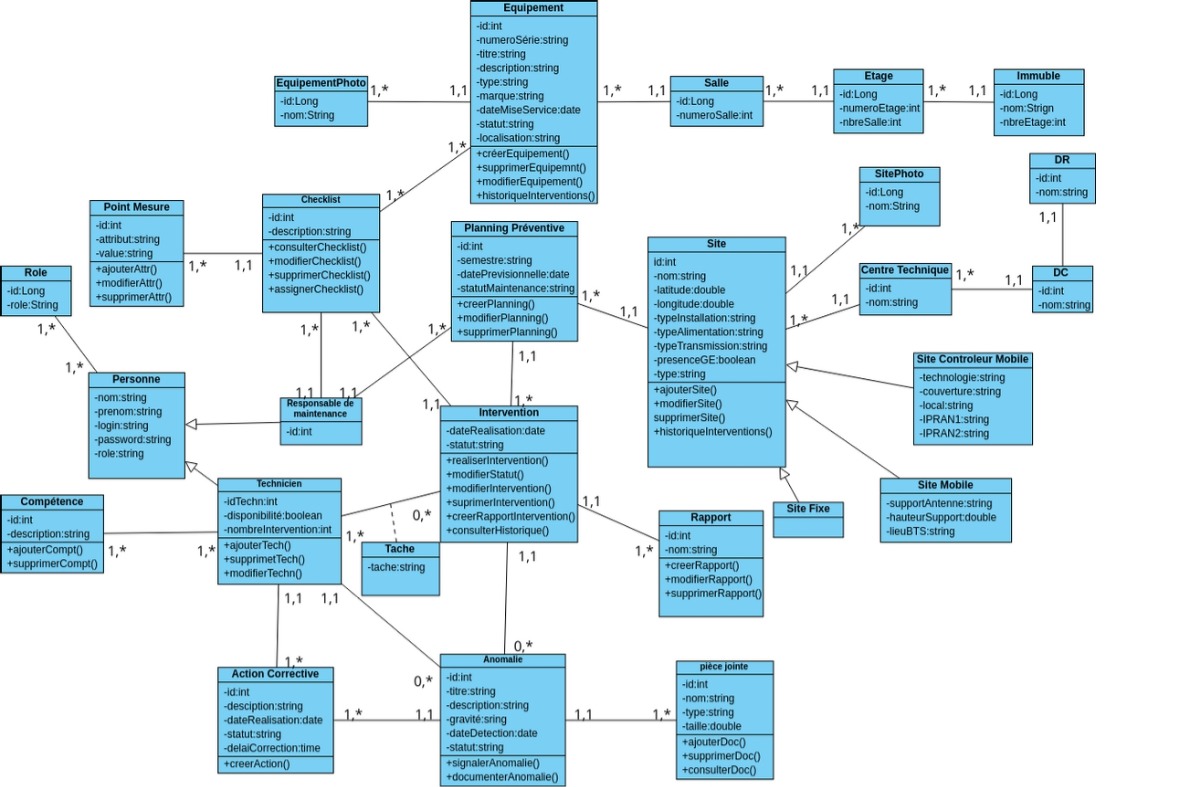 Equipement
-id:int
-numeroSérie:string
-titre:string
-description:string
-type:string
-marque:string
-dateMiseService:date
-statut:string
-localisation:string
+créerEquipement()
+supprimerEquipemnt()
+modifierEquipement()
+historiqueInterventions()
EquipementPhoto
-id:Long
-nom:String
1,*
1,1
1,*
1,1
Salle
-id:Long
-numeroSalle:int
1,*
1,1
Etage
-id:Long
-numeroEtage:int
-nbreSalle:int
1,*
1,1
Immuble
-id:Long
-nom:Strign
-nbreEtage:int
1,*
1,*
DR
-id:int
-nom:string
1,1
SitePhoto
-id:Long
-nom:String
1,*
1,1
Point Mesure
-id:int
-attribut:string
-value:string
+ajouterAttr()
+modifierAttr()
+supprimerAttr()
1,*
1,1
Checklist
-id:int
-description:string
+consulterChecklist()
+modifierChecklist()
+supprimerChecklist()
+assignerChecklist()
Planning Préventive
-id:int
-semestre:string
-datePrevisionnelle:date
-statutMaintenance:string
+creerPlanning()
+modifierPlanning()
+supprimerPlanning()
1,*
1,1
Site
id:int
-nom:string
-latitude:double
-longitude:double
-typeInstallation:string
-typeAlimentation:string
-typeTransmission:string
-presenceGE:boolean
-type:string
+ajouterSite()
+modifierSite()
supprimerSite()
+historiqueInterventions()
Centre Technique
-id:int
-nom:string
1,1
1,*
1,*
1,1
DC
-id:int
-nom:string
Role
-id:Long
-role:String
1,*
1,*
1,*
1,*
1,*
1,1
1,1
1,1
1,1
1,*
Site Controleur Mobile
-technologie:string
-couverture:string
-local:string
-IPRAN1:string
-IPRAN2:string
Personne
-nom:string
-prenom:string
-login:string
-password:string
-role:string
Responsable de
maintenance
-id:int
Intervention
-dateRealisation:date
-statut:string
+realiserIntervention()
+modifierStatut()
+modifierIntervention()
+suprimerIntervention()
+creerRapportIntervention()
+consulterHistorique()
Site Mobile
-supportAntenne:string
-hauteurSupport:double
-lieuBTS:string
Site Fixe
Compétence
-id:int
-description:string
+ajouterCompt()
+supprimerCompt()
1,*
1,*
Technicien
-idTechn:int
-disponibilité:boolean
-nombreIntervention:int
+ajouterTech()
+supprimetTech()
+modifierTechn()
1,*
0,*
Tache
-tache:string
1,1
1,*
Rapport
-id:int
-nom:string
+creerRapport()
+modifierRapport()
+supprimerRapport()
1,1
1,1
1,1
1,*
0,*
0,*
Action Corrective
-id:int
-desciption:string
-dateRealisation:date
-statut:string
-delaiCorrection:time
+creerAction()
1,*
1,1
Anomalie
-id:int
-titre:string
-description:string
-gravité:sring
-dateDetection:date
-statut:string
+signalerAnomalie()
+documenterAnomalie()
1,1
1,*
pièce jointe
-id:int
-nom:string
-type:string
-taille:double
+ajouterDoc()
+supprimerDoc()
+consulterDoc()